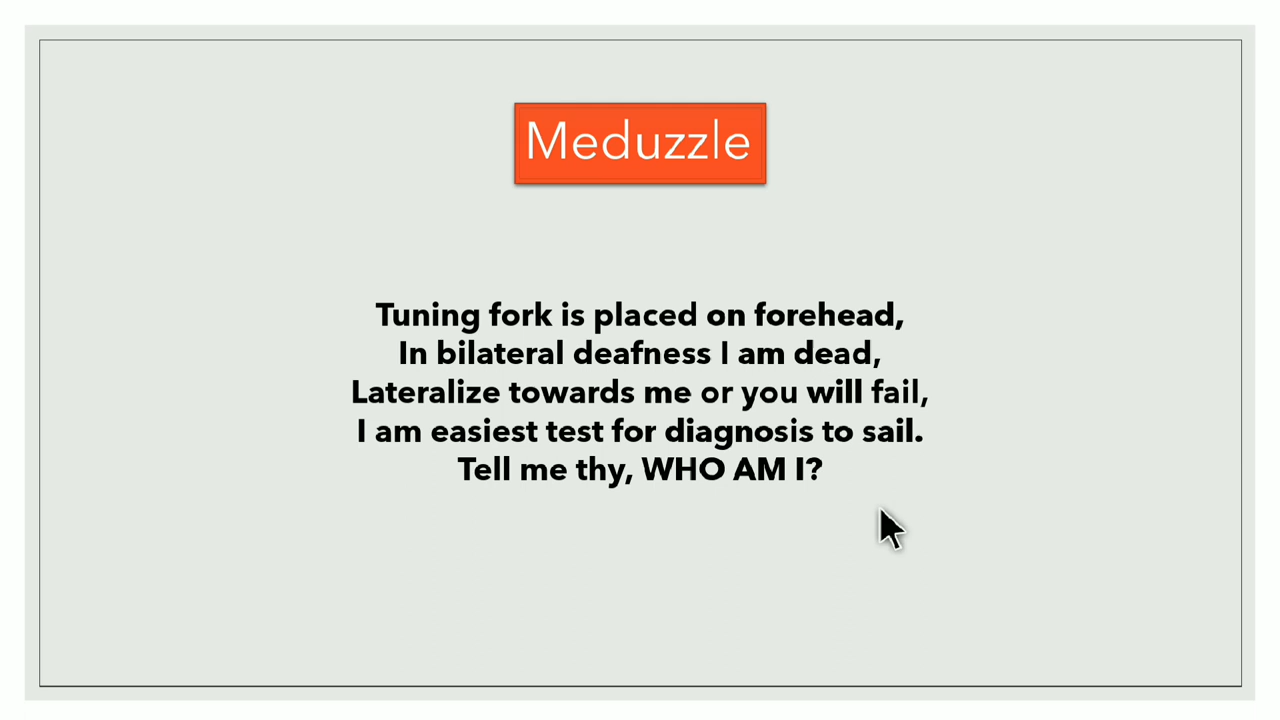 Meduzzle
Tuning fork is placed on forehead,
In bilateral deafness I am dead,
Lateralize towards me or you will fail,
I am easiest test for diagnosis to sail.
Tell me thy, WHO AM I?